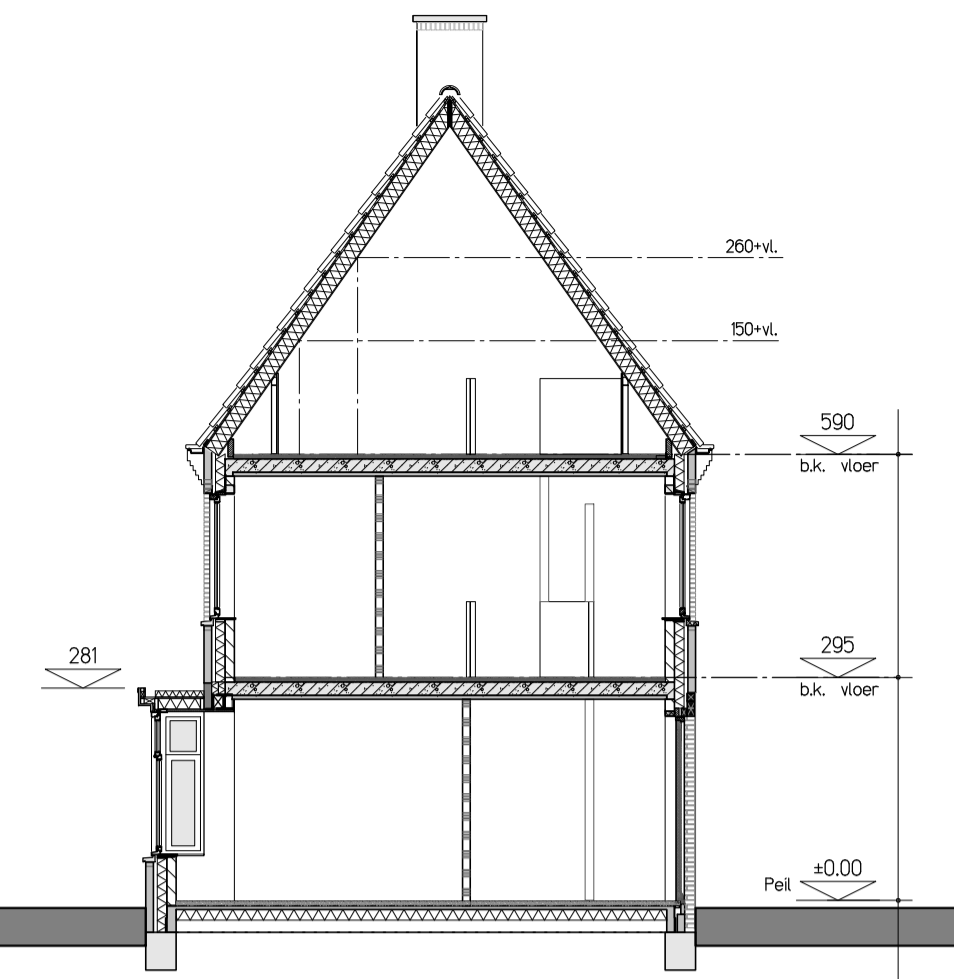 260+vl.
150+vl.
590
b.k. vloer
281
295
b.k. vloer
±0.00
Peil